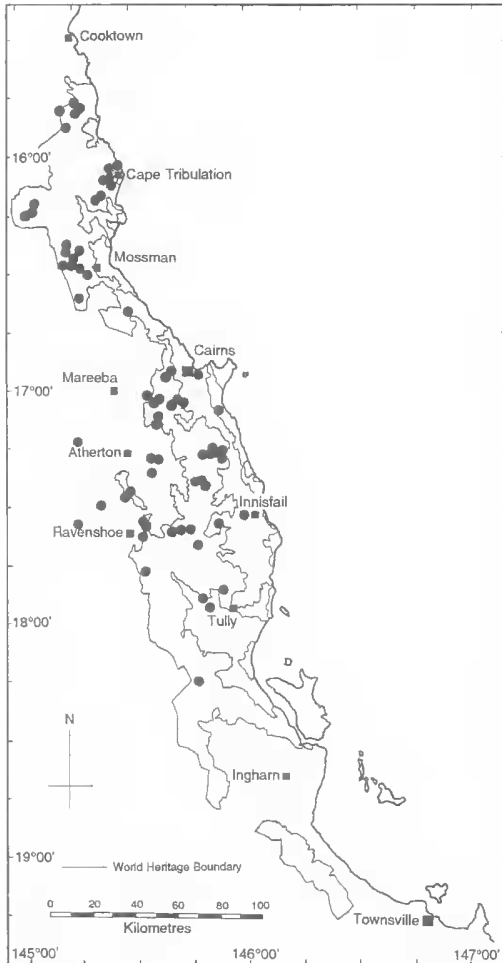 Cooktown
16°00'
Cape Tribulation
Mossman
Cairns
Mareeba
17°00'
Atherton
Innisfail
Ravenshoe
18°00'
Tully
N
Ingharn
19°00'
World Heritage Boundary
0 20 40 60 80 100
Kilometres
Townsville
145°00' 146°00' 147°00'